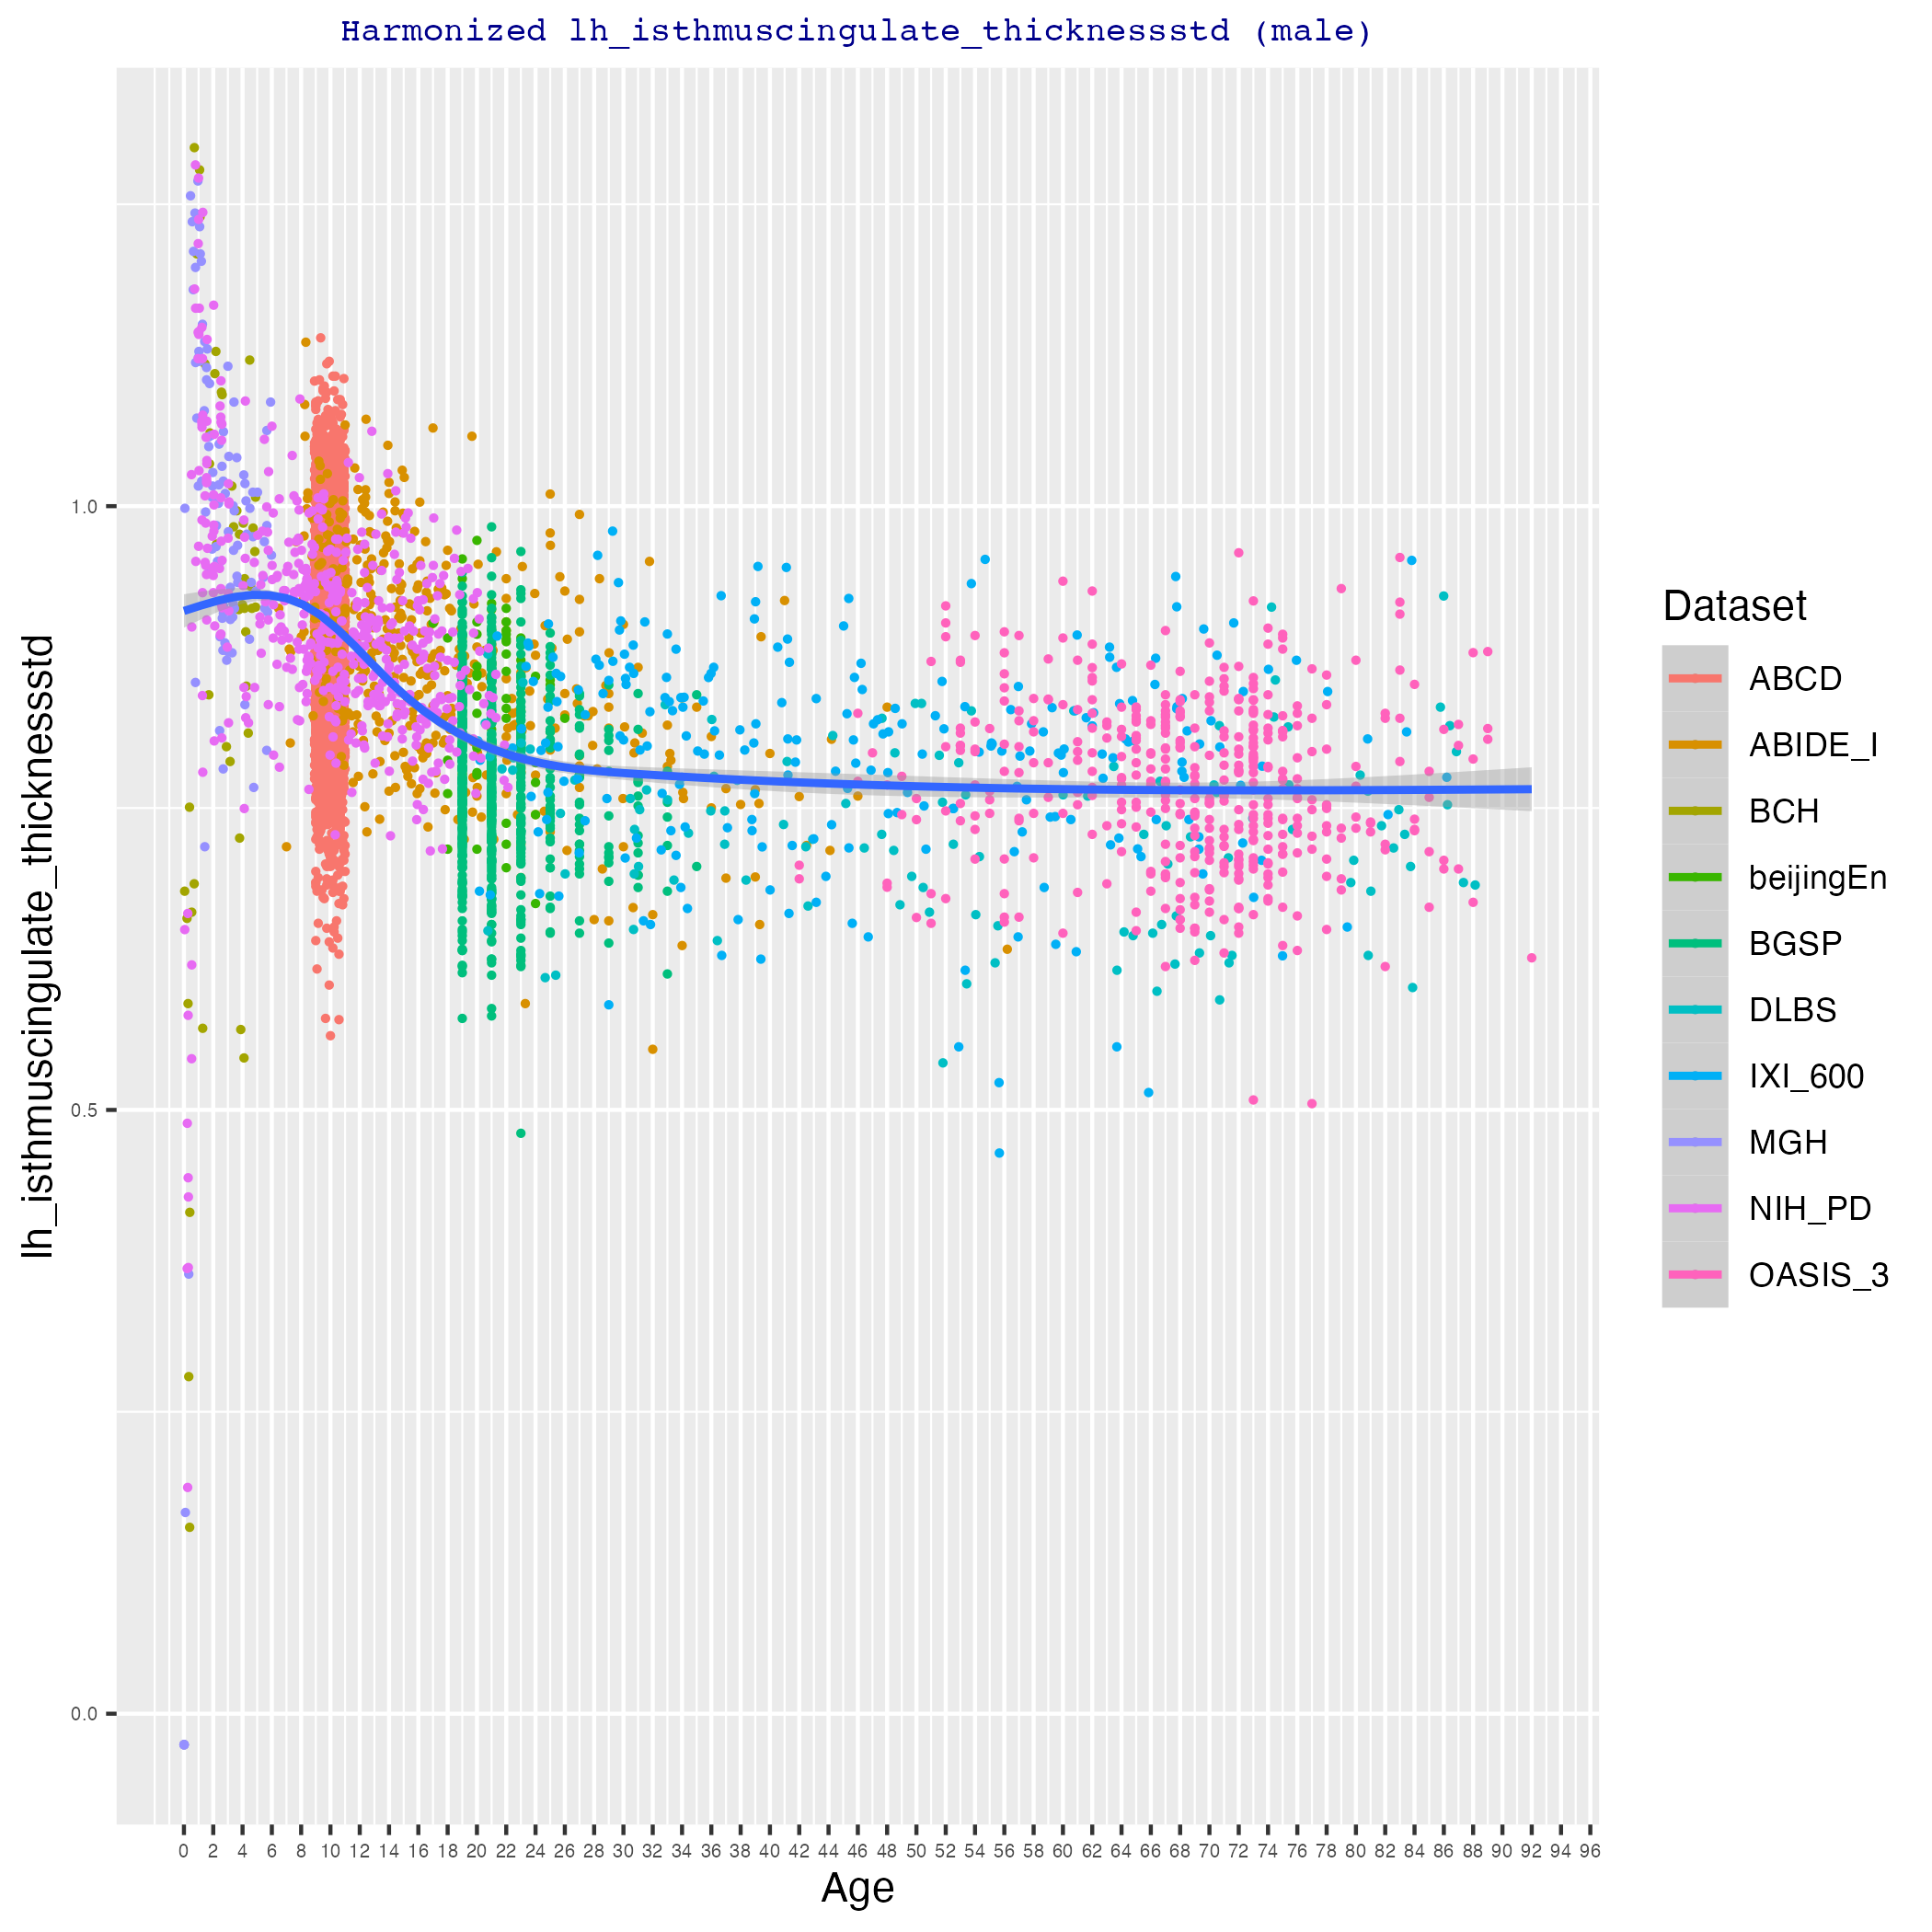 Harmonized lh_isthmuscingulate_thicknessstd (male)
lh_isthmuscingulate_thicknessstd
1.0
0.5
0.0
0 2 4 6 8 10 12 14 16 18 20 22 24 26 28 30 32 34 36 38 40 42 44 46 48 50 52 54 56 58 60 62 64 66 68 70 72 74 76 78 80 82 84 86 88 90 92 94 96
Age
Dataset
ABCD
ABIDE_I
BCH
beijingEn
BGSP
DLBS
IXI_600
MGH
NIH_PD
OASIS_3